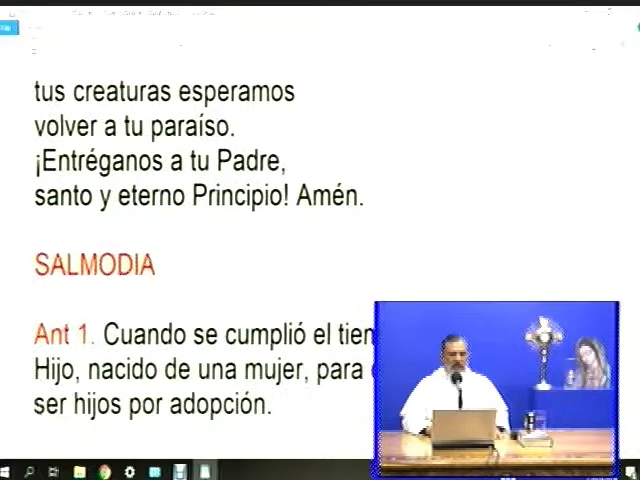 tus creaturas esperamos
volver a tu paraíso.
¡Entréganos a tu Padre,
santo y eterno Principio! Amén.
SALMODIA
Ant 1. Cuando se cumplió el tien
Hijo, nacido de una mujer, para
ser hijos por adopción.